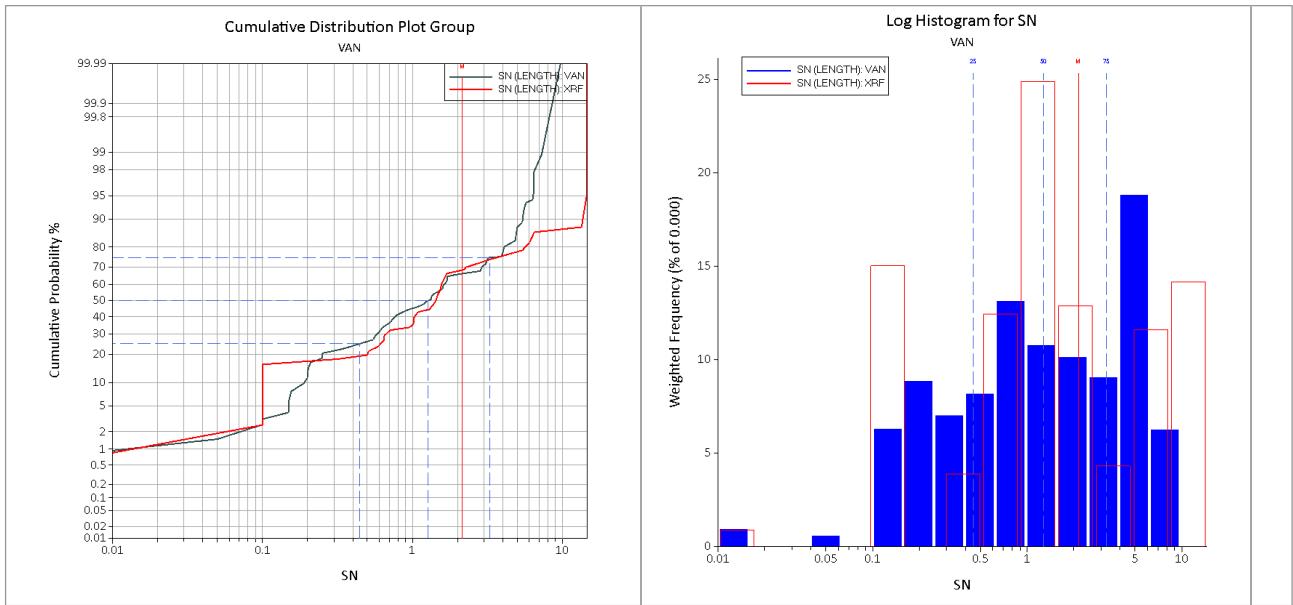 Cumulative Distribution Plot Group
VAN
SN (LENGTH): VAN
SN (LENGTH): XRF
M
Cumulative Probability %
99.99
99.9
99.8
99
98
95
90
80
70
60
50
40
30
20
10
5
2
1
0.5
0.2
0.1
0.05
0.02
0.01
0.01 0.1 1 10
SN
Log Histogram for SN
VAN
SN (LENGTH): VAN
SN (LENGTH): XRF
25 50 M 75
Weighted Frequency (% of 0.000)
25
20
15
10
5
0
0.01 0.05 0.1 0.5 1 5 10
SN